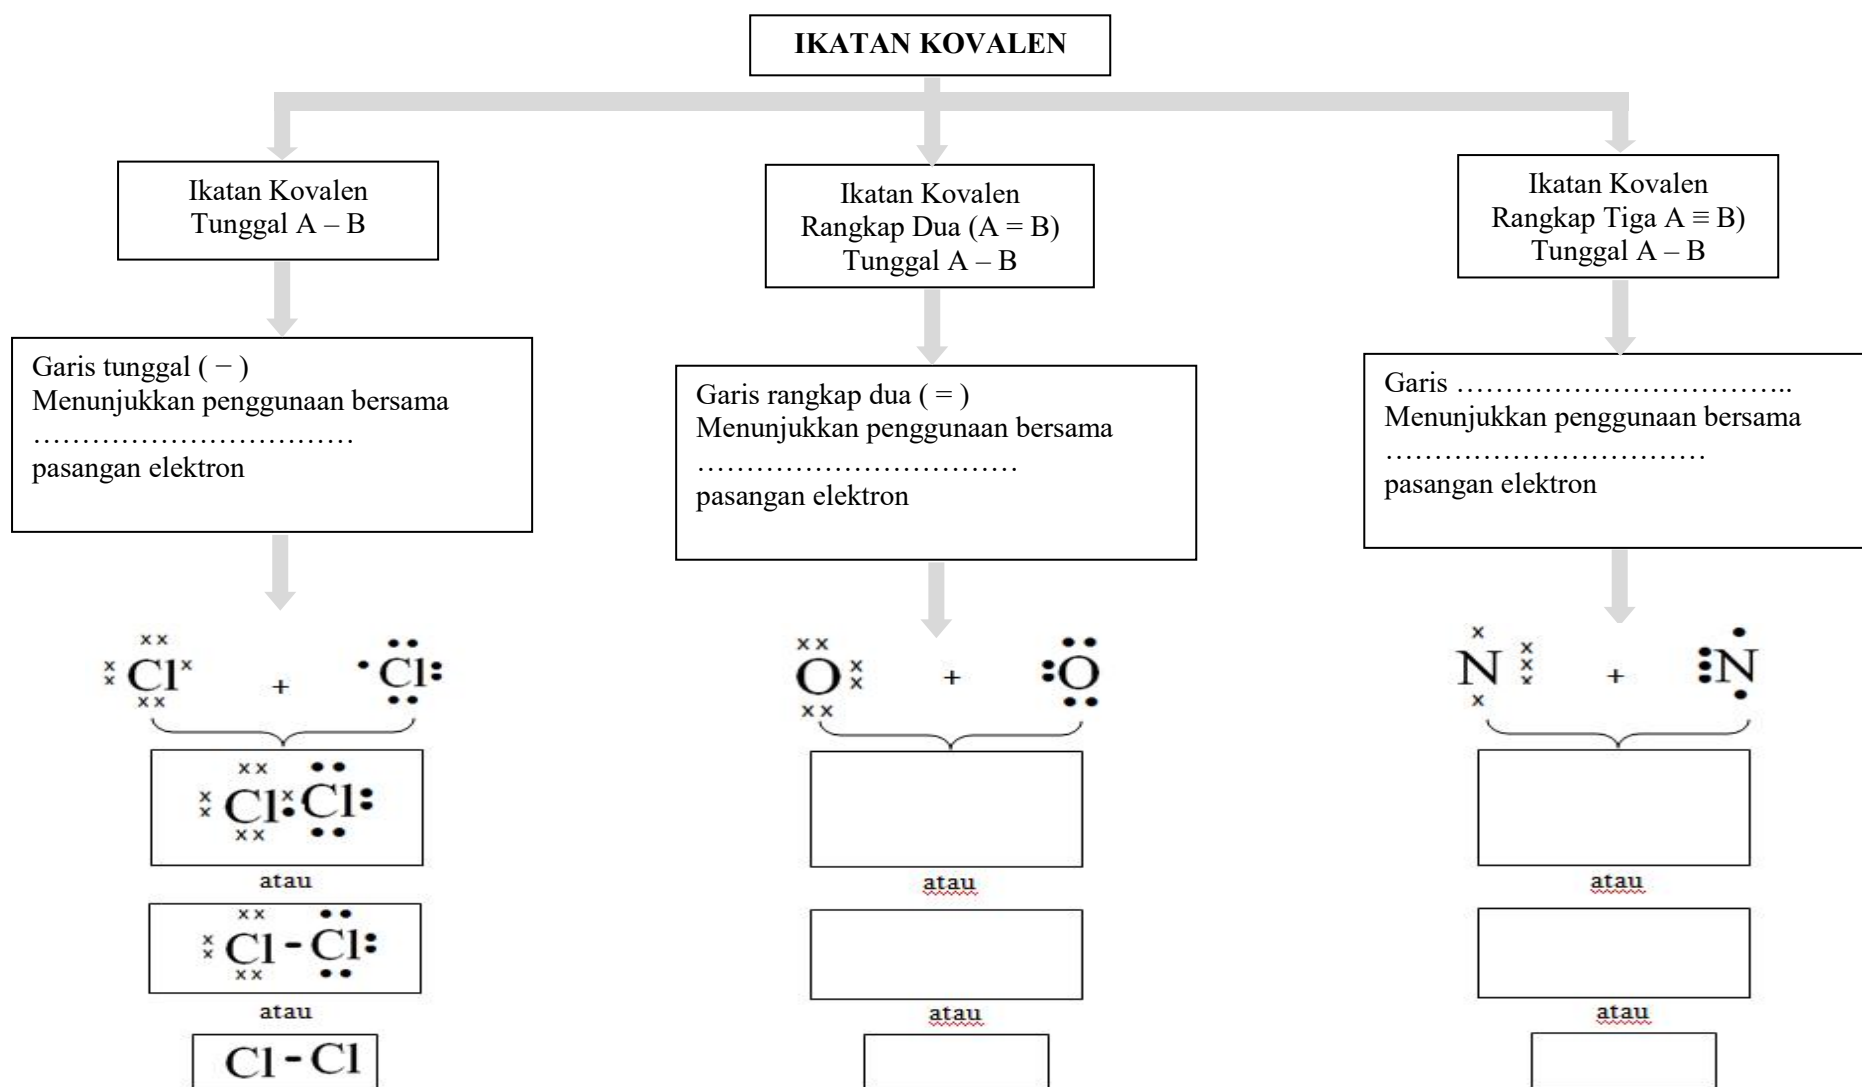 IKATAN KOVALEN
Ikatan Kovalen
Tunggal A – B
Ikatan Kovalen
Rangkap Dua (A = B)
Tunggal A – B
Ikatan Kovalen
Rangkap Tiga A ≡ B)
Tunggal A – B
Garis tunggal ( − )
Menunjukkan penggunaan bersama
……………………………
pasangan elektron
Garis rangkap dua ( = )
Menunjukkan penggunaan bersama
……………………………
pasangan elektron
Garis ……………………………..
Menunjukkan penggunaan bersama
……………………………
pasangan elektron
Cl + Cl
Cl Cl
atau
Cl - Cl
atau
Cl - Cl
O + O
atau
atau
N + N
atau
atau